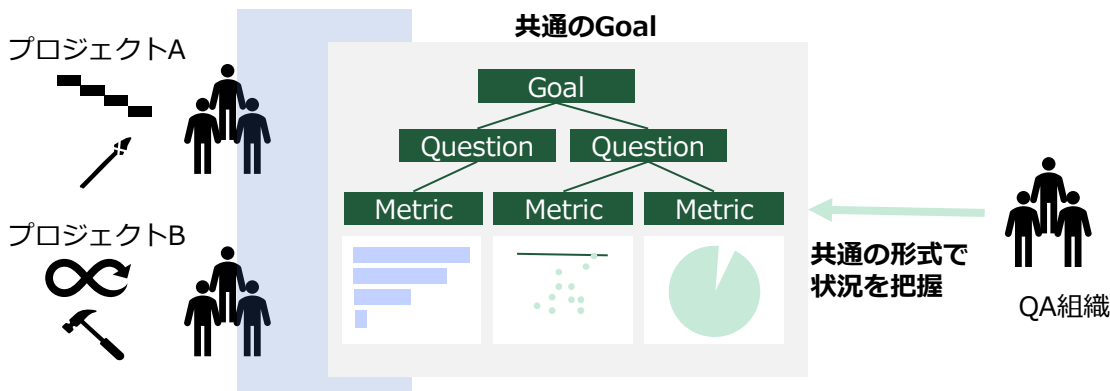 共通のGoal
プロジェクトA
Goal
Question
Question
Metric
Metric
Metric
プロジェクトB
共通の形式で
状況を把握
QA組織